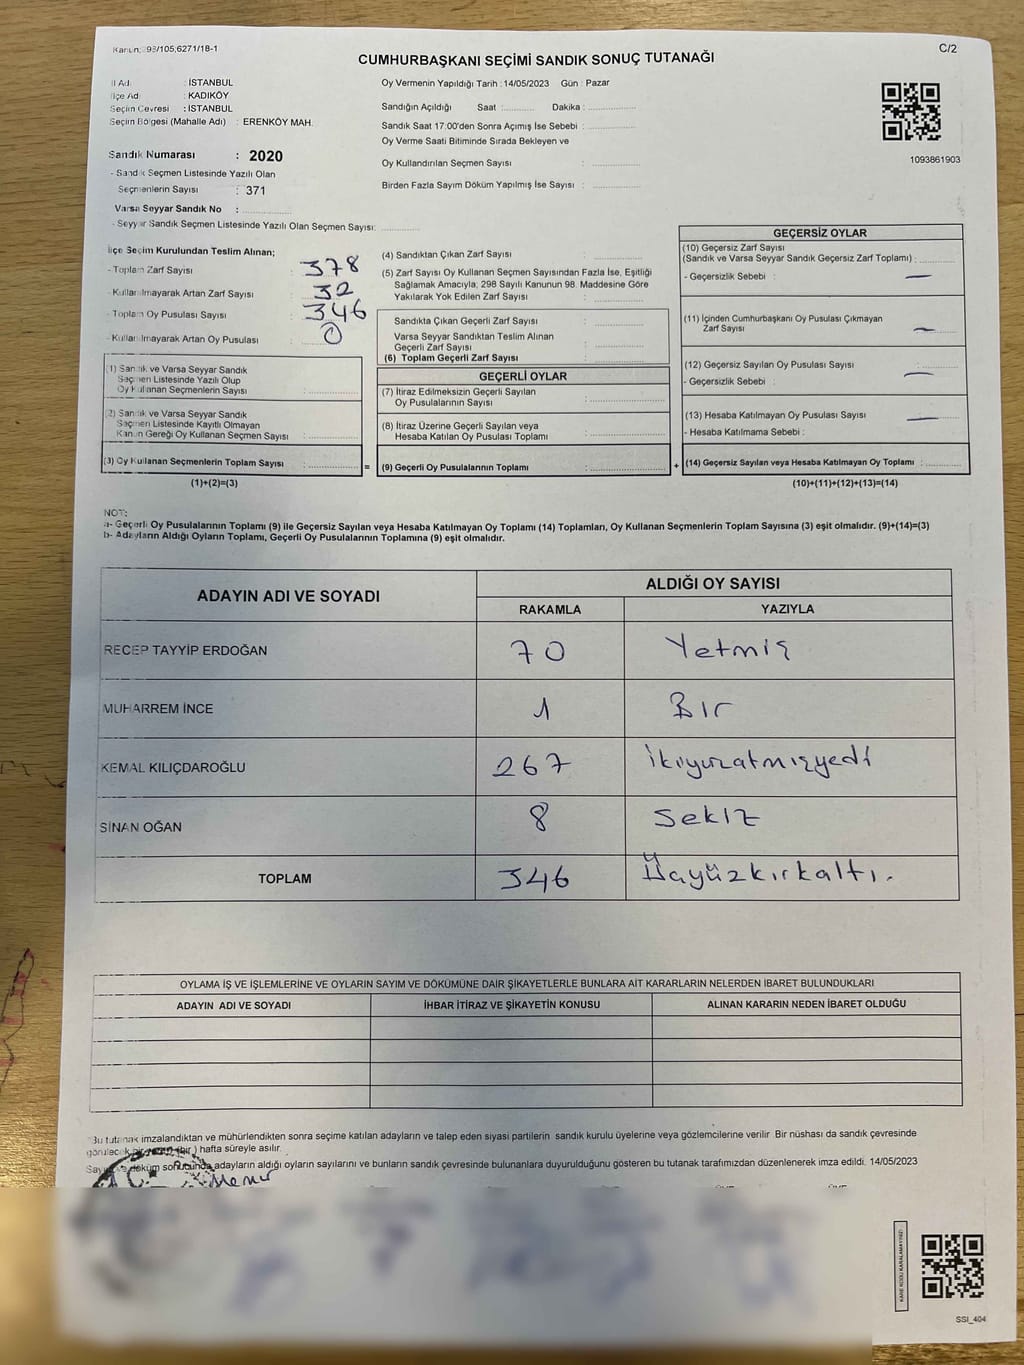 Kanun: 298/105,6271/18-1
C/2
CUMHURBAŞKANI SEÇİMİ SANDIK SONUÇ TUTANAĞI
İl Adı : İSTANBUL
İlçe Adı : KADIKÖY
Seçim Çevresi : İSTANBUL
Seçim Bölgesi (Mahalle Adı) : ERENKÖY MAH.
Sandık Numarası : 2020
- Sandık Seçmen Listesinde Yazılı Olan
Seçmenlerin Sayısı : 371
Varsa Seyyar Sandık No :
- Seyyar Sandık Seçmen Listesinde Yazılı Olan Seçmen Sayısı:
Oy Vermenin Yapıldığı Tarih : 14/05/2023 Gün : Pazar
Sandığın Açıldığı Saat : Dakika :
Sandık Saat 17:00'den Sonra Açımış İse Sebebi :
Oy Verme Saati Bitiminde Sırada Bekleyen ve
Oy Kullandırılan Seçmen Sayısı :
Birden Fazla Sayım Döküm Yapılmış İse Sayısı :
1093861903
İlçe Seçim Kurulundan Teslim Alınan;
- Toplam Zarf Sayısı : 378
- Kullanılmayarak Artan Zarf Sayısı : 32
- Toplam Oy Pusulası Sayısı : 346
- Kullanılmayarak Artan Oy Pusulası : 0
(1) Sandık ve Varsa Seyyar Sandık
Seçmen Listesinde Yazılı Olup
Oy Kullanan Seçmenlerin Sayısı :
(2) Sandık ve Varsa Seyyar Sandık
Seçmen Listesinde Kayıtlı Olmayan
Kanun Gereği Oy Kullanan Seçmen Sayısı :
(3) Oy Kullanan Seçmenlerin Toplam Sayısı :
(1)+(2)=(3)
(4) Sandıktan Çıkan Zarf Sayısı :
(5) Zarf Sayısı Oy Kullanan Seçmen Sayısından Fazla İse, Eşitliği
Sağlamak Amacıyla, 298 Sayılı Kanunun 98. Maddesine Göre
Yakılarak Yok Edilen Zarf Sayısı :
Sandıkta Çıkan Geçerli Zarf Sayısı :
Varsa Seyyar Sandıktan Teslim Alınan
Geçerli Zarf Sayısı :
(6) Toplam Geçerli Zarf Sayısı :
GEÇERLİ OYLAR
(7) İtiraz Edilmeksizin Geçerli Sayılan
Oy Pusulalarının Sayısı :
(8) İtiraz Üzerine Geçerli Sayılan veya
Hesaba Katılan Oy Pusulası Toplamı :
= (9) Geçerli Oy Pusulalarının Toplamı :
GEÇERSİZ OYLAR
(10) Geçersiz Zarf Sayısı
(Sandık ve Varsa Seyyar Sandık Geçersiz Zarf Toplamı) :
- Geçersizlik Sebebi : —
(11) İçinden Cumhurbaşkanı Oy Pusulası Çıkmayan
Zarf Sayısı : —
(12) Geçersiz Sayılan Oy Pusulası Sayısı :
- Geçersizlik Sebebi : —
(13) Hesaba Katılmayan Oy Pusulası Sayısı : —
- Hesaba Katılmama Sebebi :
+ (14) Geçersiz Sayılan veya Hesaba Katılmayan Oy Toplamı :
(10)+(11)+(12)+(13)=(14)
NOT:
a- Geçerli Oy Pusulalarının Toplamı (9) ile Geçersiz Sayılan veya Hesaba Katılmayan Oy Toplamı (14) Toplamları, Oy Kullanan Seçmenlerin Toplam Sayısına (3) eşit olmalıdır. (9)+(14)=(3)
b- Adayların Aldığı Oyların Toplamı, Geçerli Oy Pusulalarının Toplamına (9) eşit olmalıdır.
ADAYIN ADI VE SOYADI
ALDIĞI OY SAYISI
RAKAMLA YAZIYLA
RECEP TAYYİP ERDOĞAN 70 Yetmiş
MUHARREM İNCE 1 Bir
KEMAL KILIÇDAROĞLU 267 ikiyüzatmışyedi
SİNAN OĞAN 8 Sekiz
TOPLAM 346 Üçyüzkırkaltı.
OYLAMA İŞ VE İŞLEMLERİNE VE OYLARIN SAYIM VE DÖKÜMÜNE DAİR ŞİKAYETLERLE BUNLARA AİT KARARLARIN NELERDEN İBARET BULUNDUKLARI
ADAYIN ADI VE SOYADI İHBAR İTİRAZ VE ŞİKAYETİN KONUSU ALINAN KARARIN NEDEN İBARET OLDUĞU
"Bu tutanak imzalandıktan ve mühürlendikten sonra seçime katılan adayların ve talep eden siyasi partilerin sandık kurulu üyelerine veya gözlemcilerine verilir. Bir nüshası da sandık çevresinde
görülecek bir yere (bir) hafta süreyle asılır.
Sayım ve döküm sonucunda adayların aldığı oyların sayılarını ve bunların sandık çevresinde bulunanlara duyurulduğunu gösteren bu tutanak tarafımızdan düzenlenerek imza edildi. 14/05/2023
KARE KODU KARALAMAYINIZ!
SSI_404